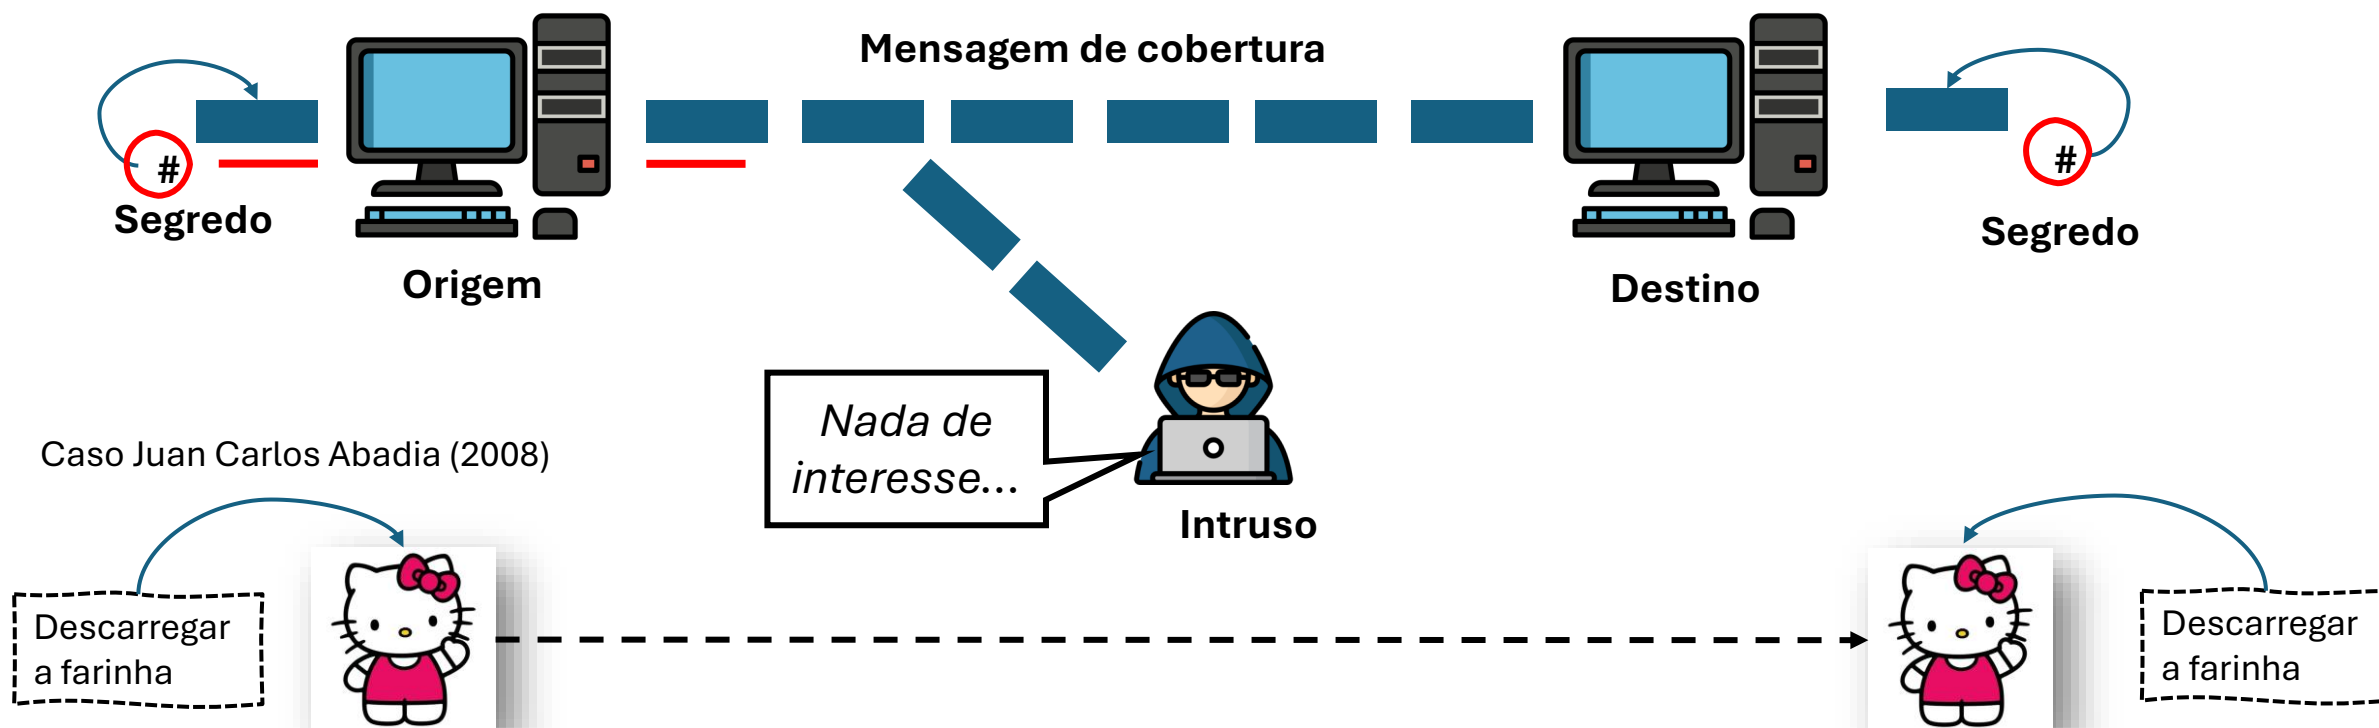 Mensagem de cobertura
#
Segredo
Origem
#
Segredo
Destino
Nada de
interesse...
Intruso
Caso Juan Carlos Abadia (2008)
Descarregar
a farinha
Descarregar
a farinha